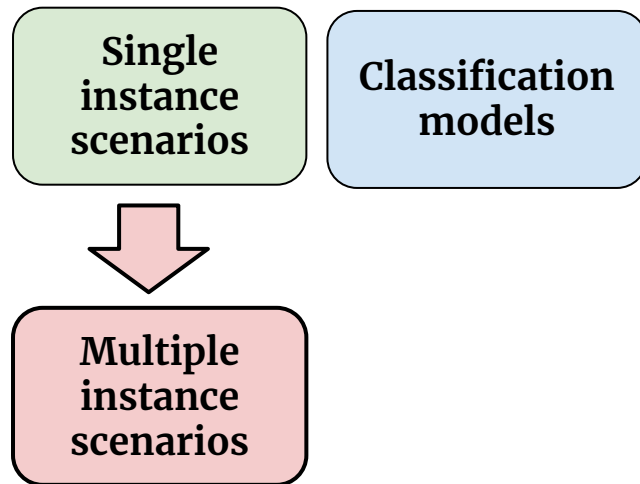 Single
instance
scenarios
Classification
models
Multiple
instance
scenarios